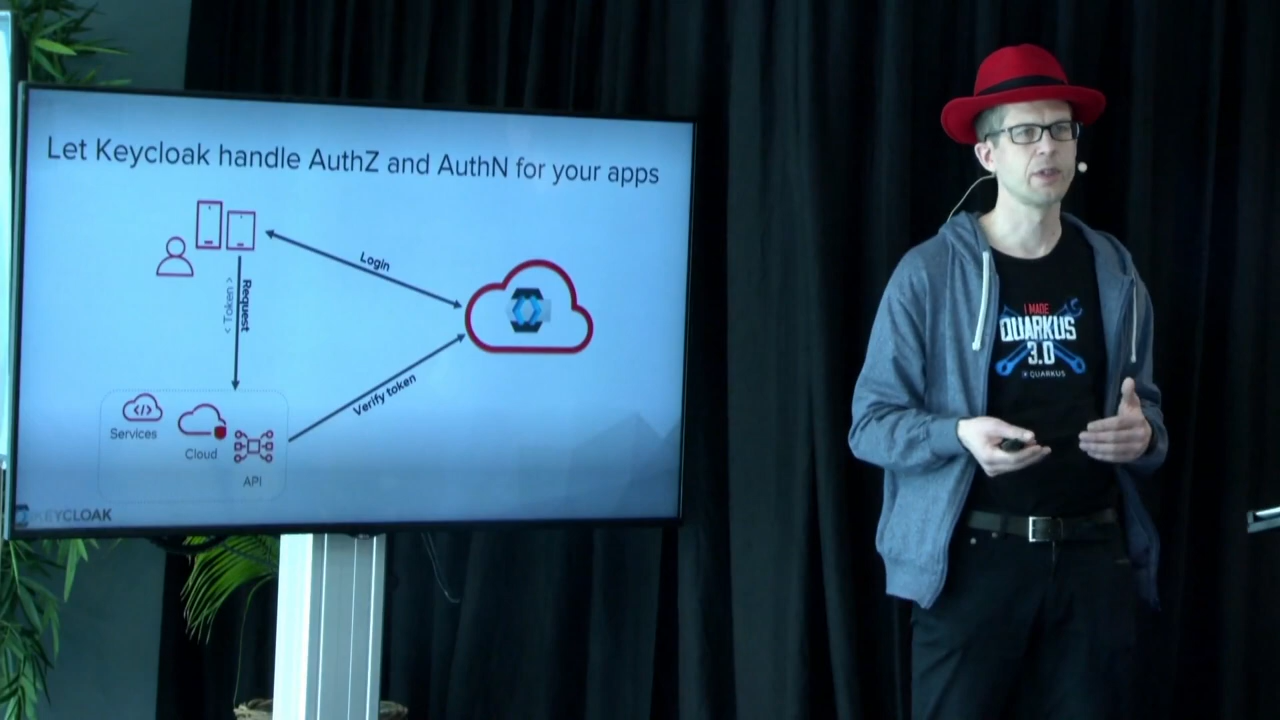 Let Keycloak handle AuthZ and AuthN for your apps
Login
Request
< Token >
Verify token
Services
Cloud
API
KEYCLOAK
I MADE
QUARKUS
3.0
QUARKUS